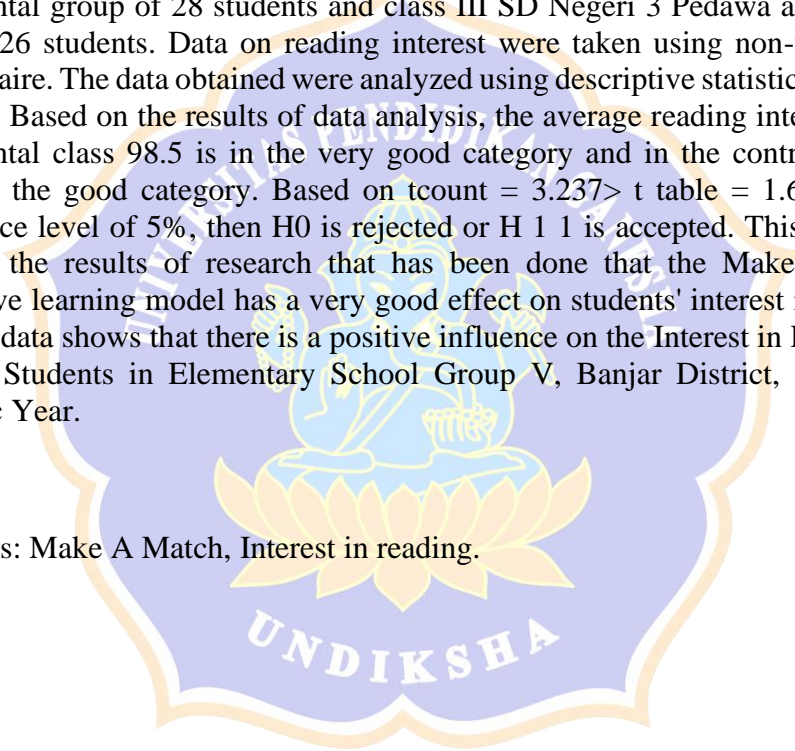 ntal group of 28 students and class III SD Negeri 3 Pedawa a
26 students. Data on reading interest were taken using non-
aire. The data obtained were analyzed using descriptive statistic
Based on the results of data analysis, the average reading inte
ntal class 98.5 is in the very good category and in the contr
the good category. Based on tcount = 3.237> t table = 1.6
ce level of 5%, then H0 is rejected or H 1 1 is accepted. This
the results of research that has been done that the Make
ve learning model has a very good effect on students' interest
data shows that there is a positive influence on the Interest in
Students in Elementary School Group V, Banjar District,
Year.
s: Make A Match, Interest in reading.
UNIVERSITAS PENDIDIKAN GANESHA
UNDIKSHA